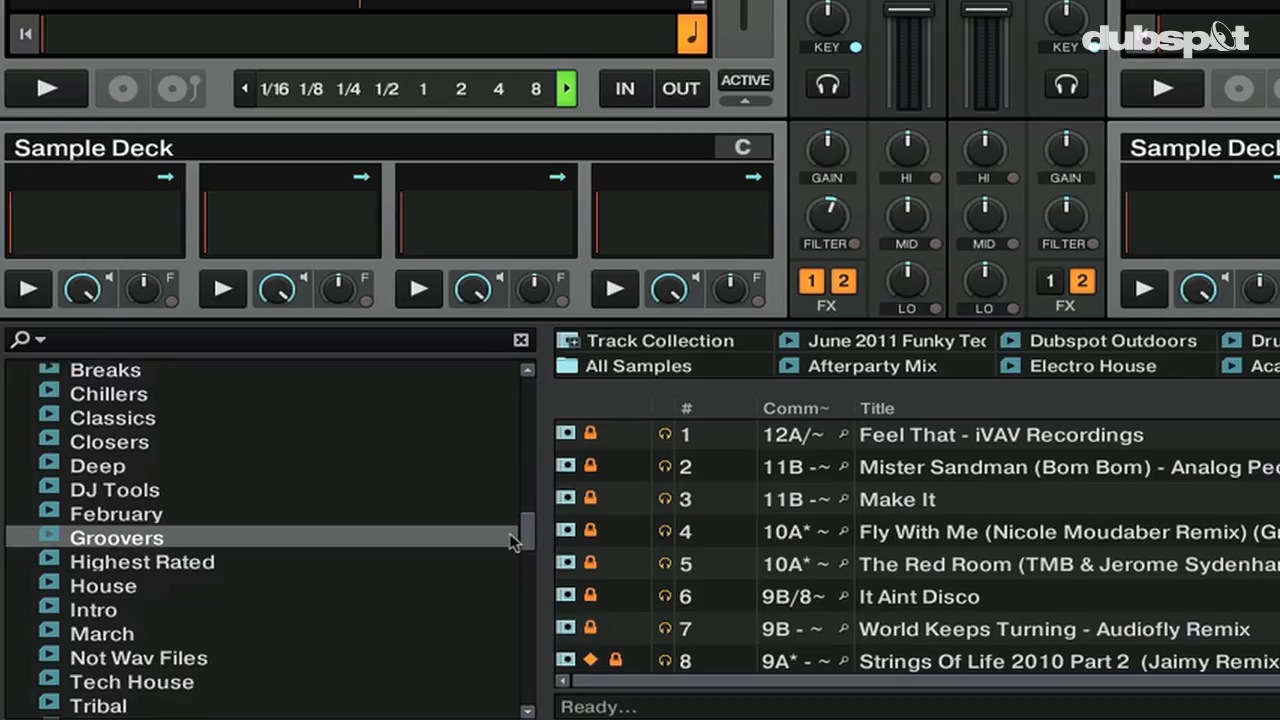 dubspot
KEY
KEY
1/16 1/8 1/4 1/2 1 2 4 8
IN OUT
ACTIVE
Sample Deck
C
Sample Deck
GAIN HI HI GAIN
FILTER MID MID FILTER
F F F F
1 2
FX
LO LO
1 2
FX
Track Collection
June 2011 Funky Tec
Dubspot Outdoors
Dru
All Samples
Afterparty Mix
Electro House
Aca
Breaks
Chillers
Classics
Closers
Deep
DJ Tools
February
Groovers
Highest Rated
House
Intro
March
Not Wav Files
Tech House
Tribal
# Comm~ Title
1 12A/~ Feel That - iVAV Recordings
2 11B -~ Mister Sandman (Bom Bom) - Analog Peo
3 11B -~ Make It
4 10A* ~ Fly With Me (Nicole Moudaber Remix) (Gr
5 10A* ~ The Red Room (TMB & Jerome Sydenha
6 9B/8~ It Aint Disco
7 9B - ~ World Keeps Turning - Audiofly Remix
8 9A* - ~ Strings Of Life 2010 Part 2 (Jaimy Remix
Ready...